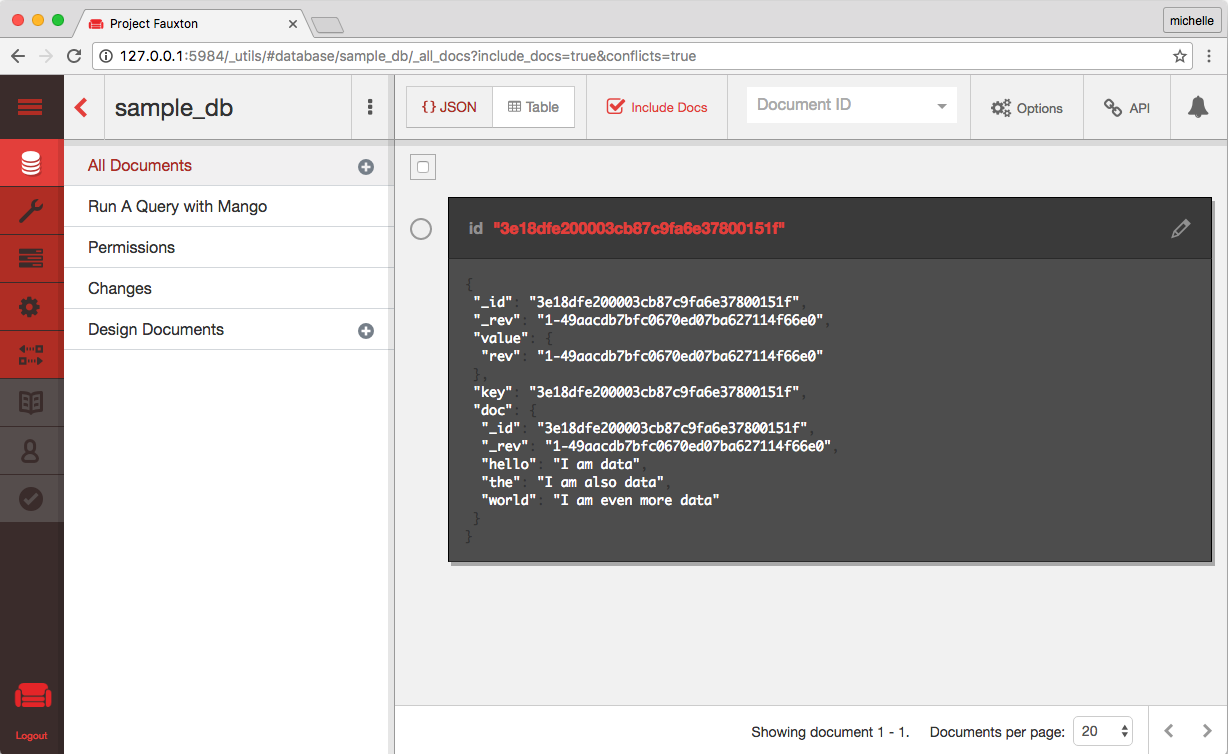 Project Fauxton
michelle
127.0.0.1:5984/_utils/#database/sample_db/_all_docs?include_docs=true&conflicts=true
sample_db
{} JSON
Table
Include Docs
Document ID
Options
API
All Documents
Run A Query with Mango
Permissions
Changes
Design Documents
id "3e18dfe200003cb87c9fa6e37800151f"
{
"_id": "3e18dfe200003cb87c9fa6e37800151f",
"_rev": "1-49aacdb7bfc0670ed07ba627114f66e0",
"value": {
"rev": "1-49aacdb7bfc0670ed07ba627114f66e0"
},
"key": "3e18dfe200003cb87c9fa6e37800151f",
"doc": {
"_id": "3e18dfe200003cb87c9fa6e37800151f",
"_rev": "1-49aacdb7bfc0670ed07ba627114f66e0",
"hello": "I am data",
"the": "I am also data",
"world": "I am even more data"
}
}
Logout
Showing document 1 - 1.
Documents per page: 20